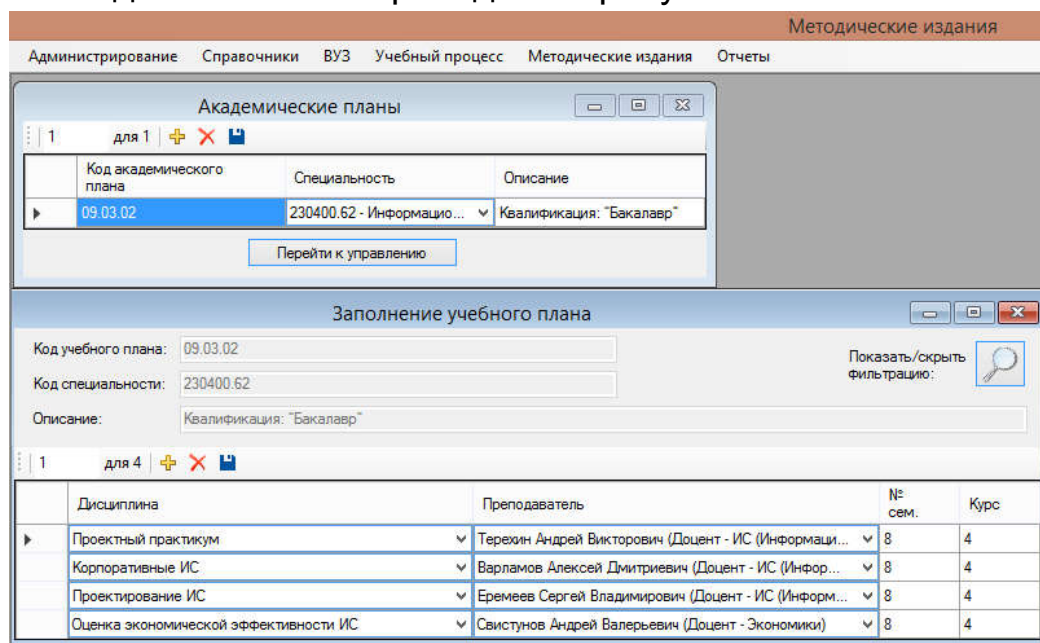 Методические издания
Администрирование Справочники ВУЗ Учебный процесс Методические издания Отчеты
Академические планы
1 для 1
Код академического плана Специальность Описание
09.03.02 230400.62 - Информацио... Квалификация: "Бакалавр"
Перейти к управлению
Заполнение учебного плана
Код учебного плана: 09.03.02
Показать/скрыть фильтрацию:
Код специальности: 230400.62
Описание: Квалификация: "Бакалавр"
1 для 4
Дисциплина Преподаватель № сем. Курс
Проектный практикум Терехин Андрей Викторович (Доцент - ИС (Информаци... 8 4
Корпоративные ИС Варламов Алексей Дмитриевич (Доцент - ИС (Инфор... 8 4
Проектирование ИС Еремеев Сергей Владимирович (Доцент - ИС (Информ... 8 4
Оценка экономической эффективности ИС Свистунов Андрей Валерьевич (Доцент - Экономики) 8 4